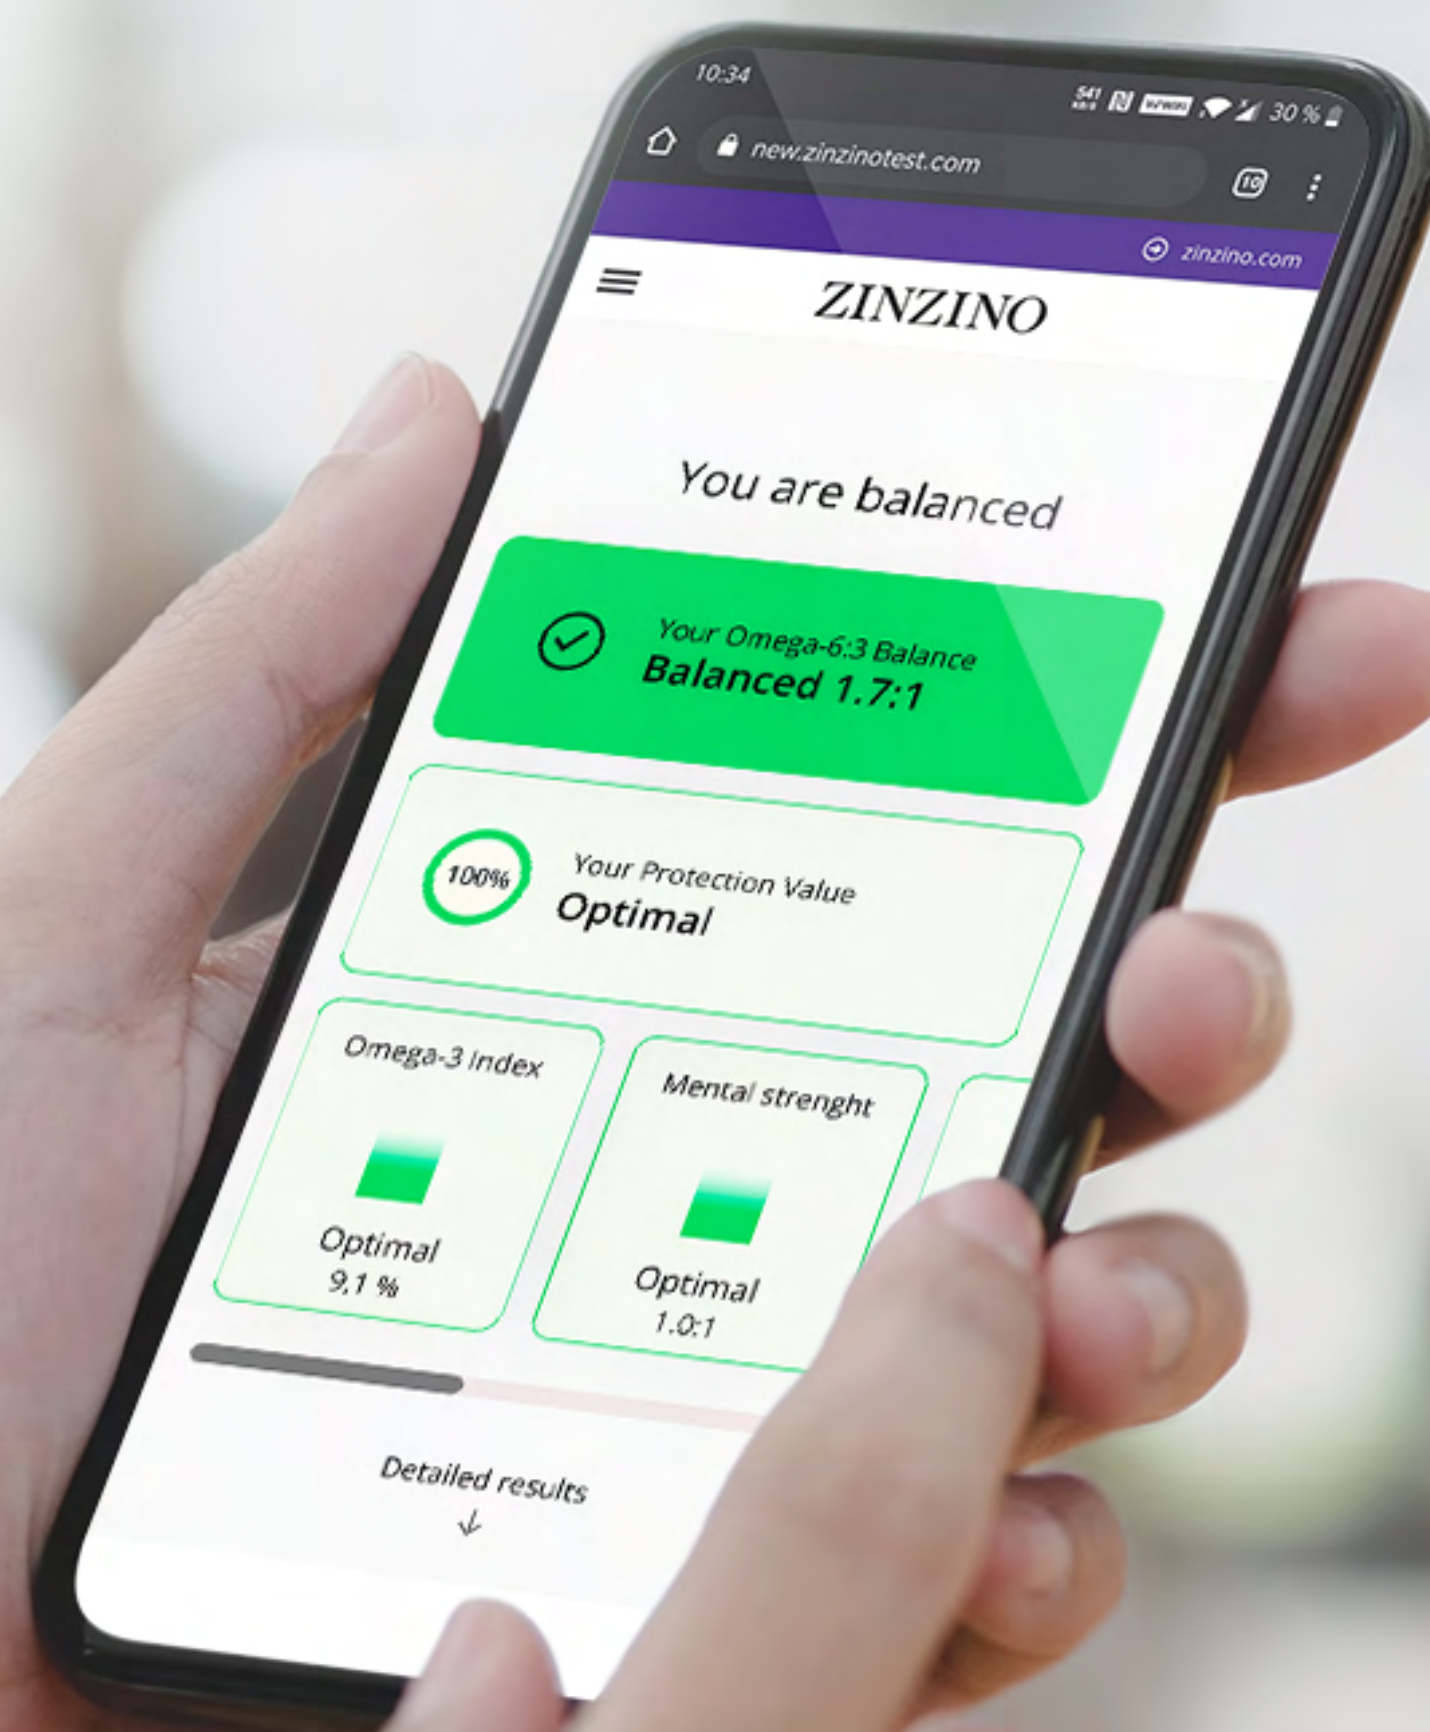 10:34
541
30 %
new.zinzinotest.com
10
zinzino.com
ZINZINO
You are balanced
Your Omega-6:3 Balance
Balanced 1.7:1
100%
Your Protection Value
Optimal
Omega-3 Index
Optimal
9,1 %
Mental strenght
Optimal
1.0:1
Detailed results